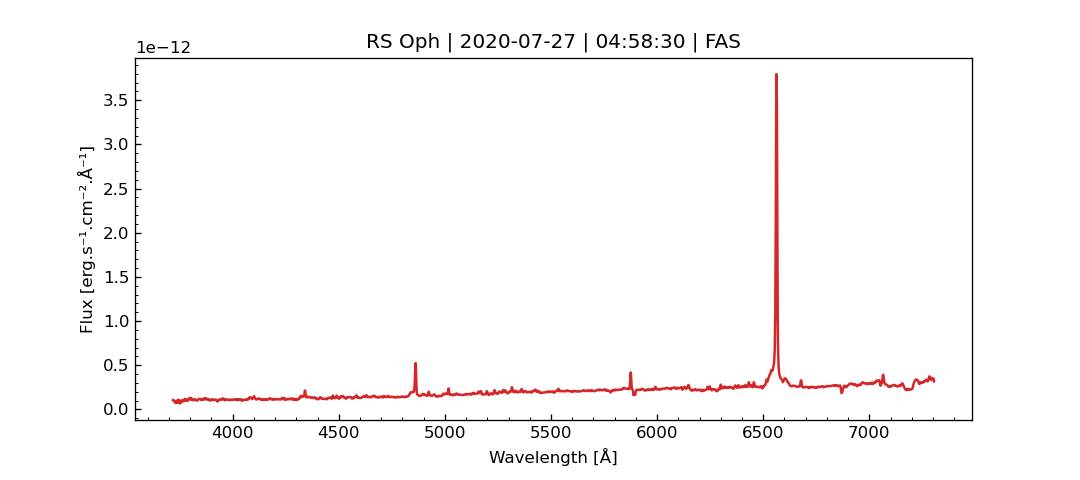 RS Oph | 2020-07-27 | 04:58:30 | FAS
1e−12
3.5
3.0
2.5
2.0
1.5
1.0
0.5
0.0
Flux [erg.s⁻¹.cm⁻².Å⁻¹]
4000 4500 5000 5500 6000 6500 7000
Wavelength [Å]